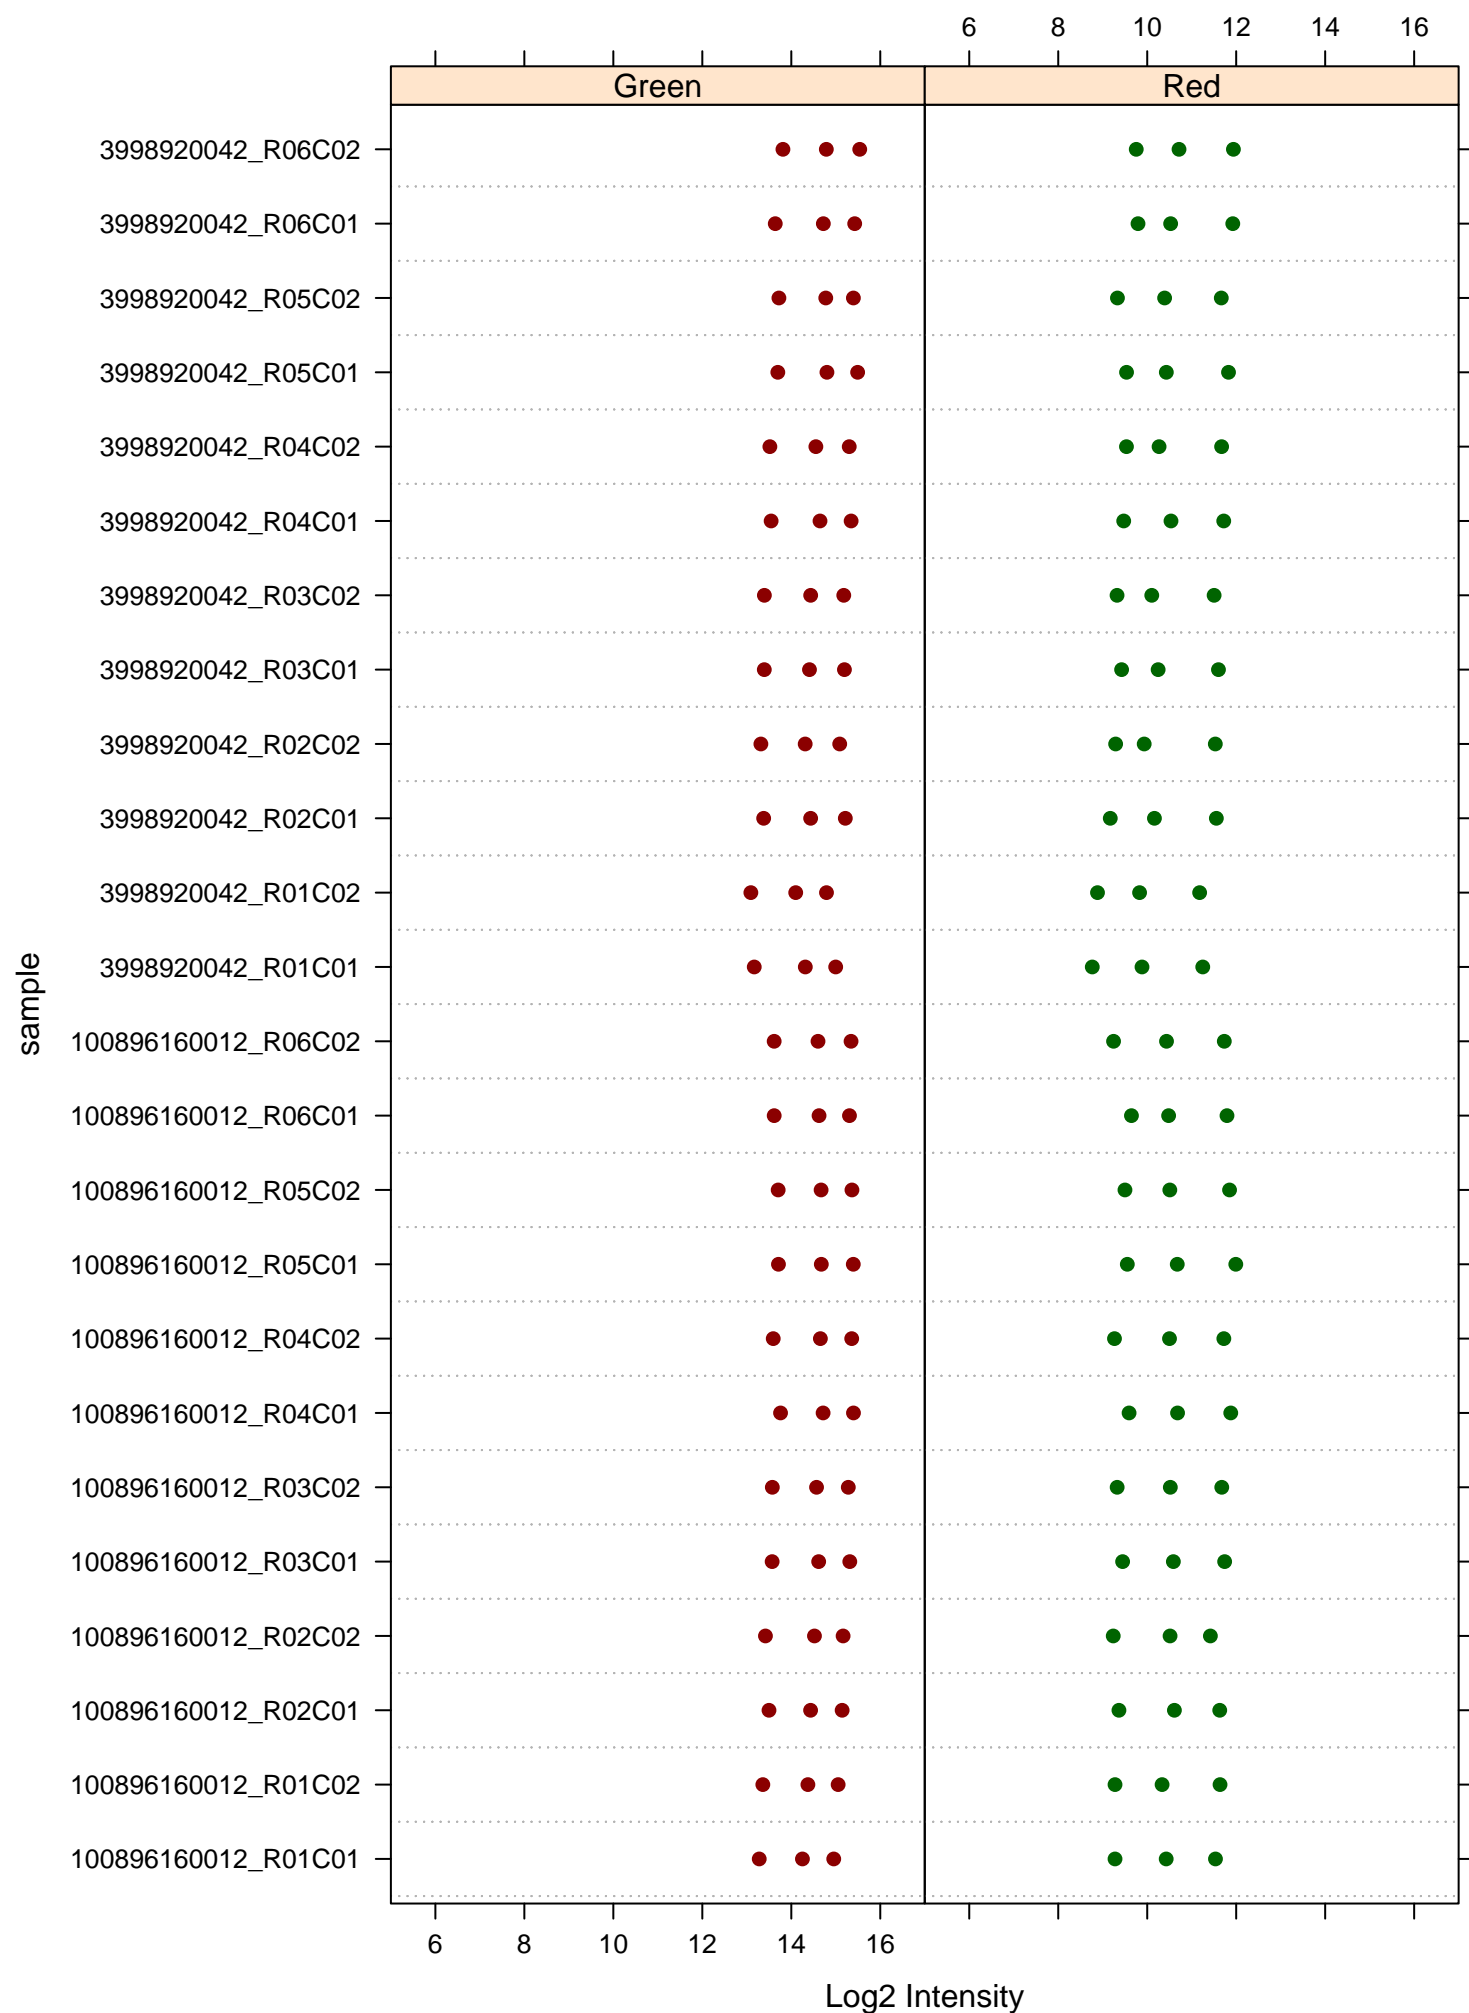 6 8 10 12 14 16
Green Red
3998920042_R06C02
3998920042_R06C01
3998920042_R05C02
3998920042_R05C01
3998920042_R04C02
3998920042_R04C01
3998920042_R03C02
3998920042_R03C01
3998920042_R02C02
3998920042_R02C01
3998920042_R01C02
3998920042_R01C01
sample
100896160012_R06C02
100896160012_R06C01
100896160012_R05C02
100896160012_R05C01
100896160012_R04C02
100896160012_R04C01
100896160012_R03C02
100896160012_R03C01
100896160012_R02C02
100896160012_R02C01
100896160012_R01C02
100896160012_R01C01
6 8 10 12 14 16
Log2 Intensity